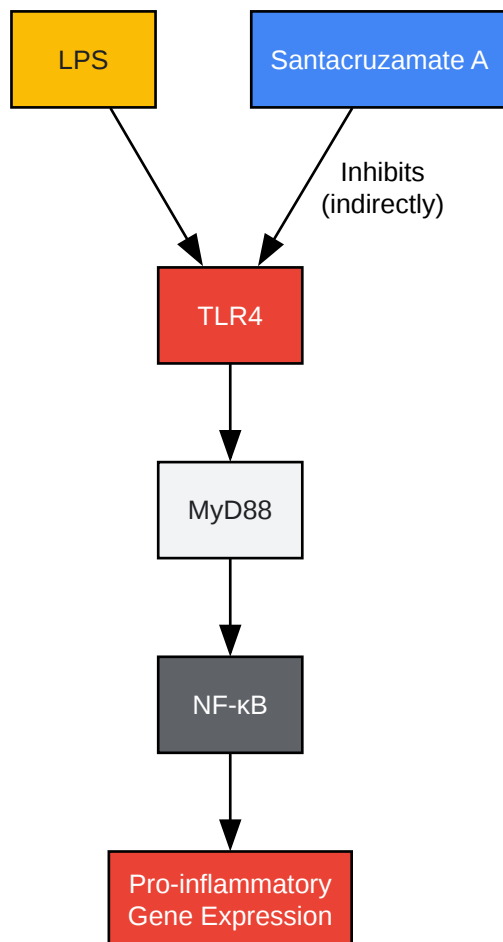 LPS
Santacruzamate A
Inhibits
(indirectly)
TLR4
MyD88
NF-κB
Pro-inflammatory
Gene Expression